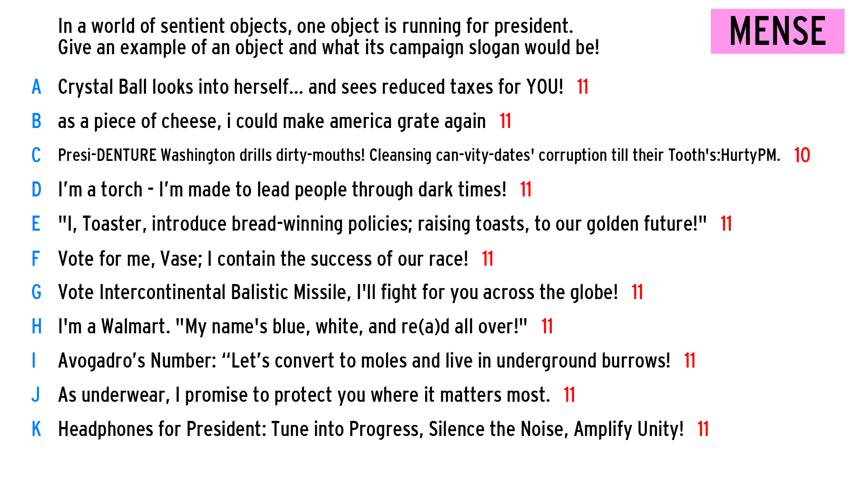 In a world of sentient objects, one object is running for president.
Give an example of an object and what its campaign slogan would be!
MENSE
A Crystal Ball looks into herself... and sees reduced taxes for YOU! 11
B as a piece of cheese, i could make america grate again 11
C Presi-DENTURE Washington drills dirty-mouths! Cleansing can-vity-dates' corruption till their Tooth's:HurtyPM. 10
D I'm a torch - I'm made to lead people through dark times! 11
E "I, Toaster, introduce bread-winning policies; raising toasts, to our golden future!" 11
F Vote for me, Vase; I contain the success of our race! 11
G Vote Intercontinental Balistic Missile, I'll fight for you across the globe! 11
H I'm a Walmart. "My name's blue, white, and re(a)d all over!" 11
I Avogadro’s Number: “Let’s convert to moles and live in underground burrows! 11
J As underwear, I promise to protect you where it matters most. 11
K Headphones for President: Tune into Progress, Silence the Noise, Amplify Unity! 11